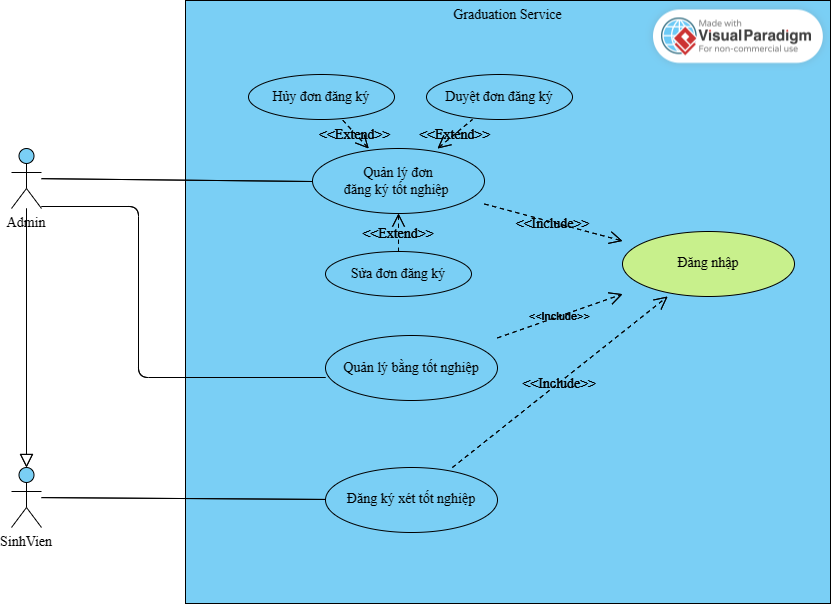 Graduation Service
Made with
VisualParadigm
For non-commercial use
Hủy đơn đăng ký
Duyệt đơn đăng ký
<<Extend>>
<<Extend>>
Quản lý đơn
đăng ký tốt nghiệp
Admin
<<Include>>
<<Extend>>
Đăng nhập
Sửa đơn đăng ký
<<Include>>
Quản lý bằng tốt nghiệp
<<Include>>
Đăng ký xét tốt nghiệp
SinhVien